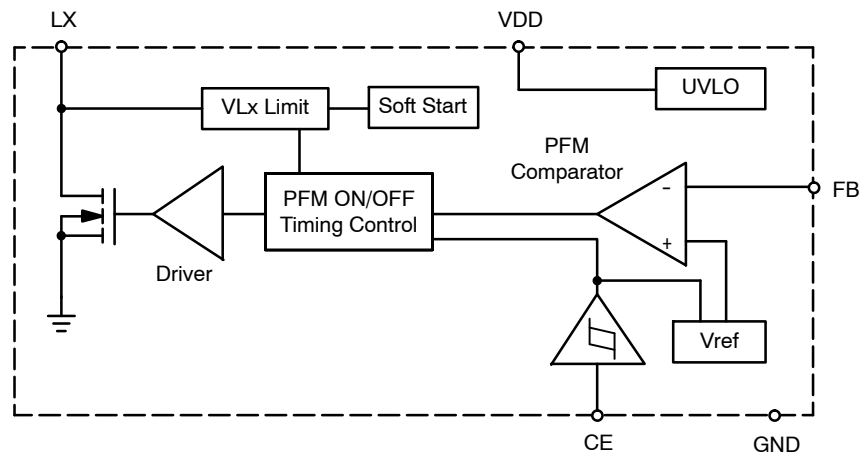 LX
VDD
UVLO
VLx Limit
Soft Start
PFM
Comparator
PFM ON/OFF
Timing Control
-
+
FB
Driver
Vref
CE
GND